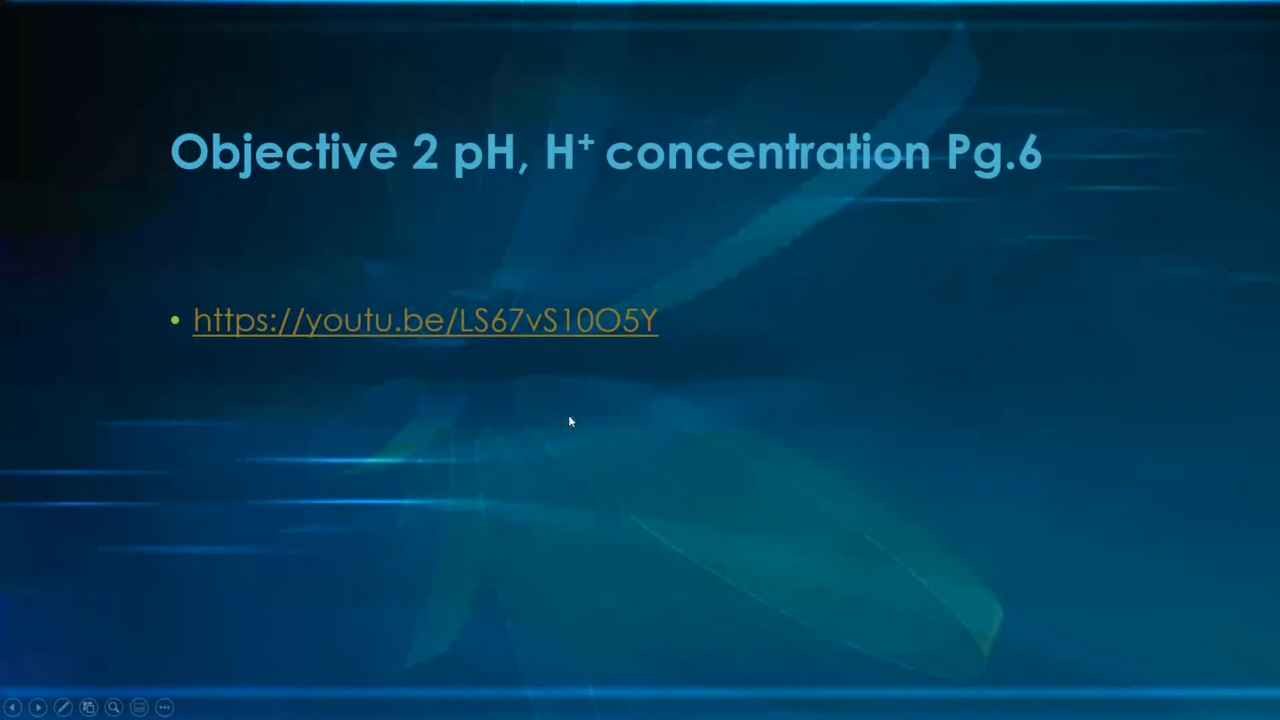 Objective 2 pH, H⁺ concentration Pg.6
• https://youtu.be/LS67vS10O5Y